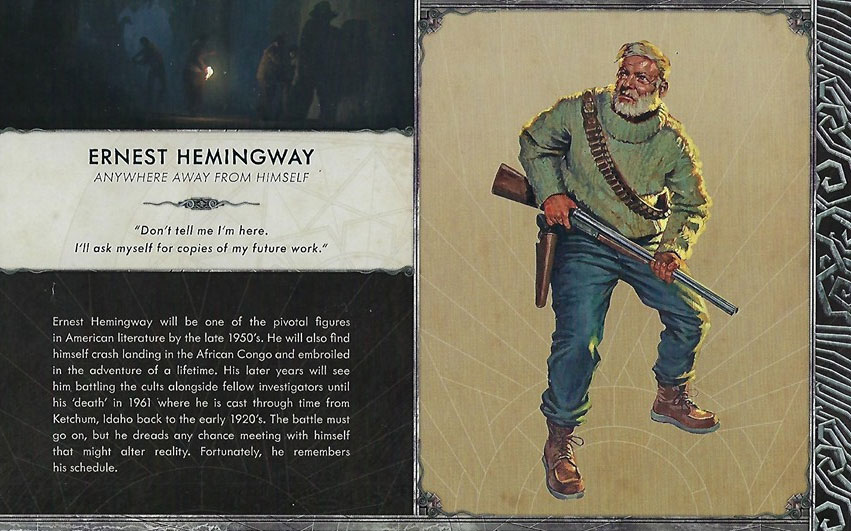 ERNEST HEMINGWAY
ANYWHERE AWAY FROM HIMSELF
“Don’t tell me I’m here.
I’ll ask myself for copies of my future work.”
Ernest Hemingway will be one of the pivotal figures
in American literature by the late 1950’s. He will also find
himself crash landing in the African Congo and embroiled
in the adventure of a lifetime. His later years will see
him battling the cults alongside fellow investigators until
his ‘death’ in 1961 where he is cast through time from
Ketchum, Idaho back to the early 1920’s. The battle must
go on, but he dreads any chance meeting with himself
that might alter reality. Fortunately, he remembers
his schedule.